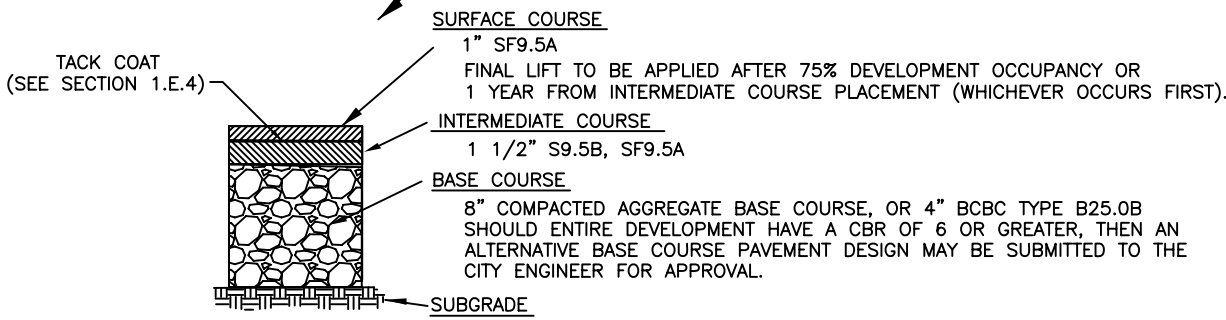 SURFACE COURSE
1" SF9.5A
FINAL LIFT TO BE APPLIED AFTER 75% DEVELOPMENT OCCUPANCY OR
1 YEAR FROM INTERMEDIATE COURSE PLACEMENT (WHICHEVER OCCURS FIRST).
TACK COAT
(SEE SECTION 1.E.4)
INTERMEDIATE COURSE
1 1/2" S9.5B, SF9.5A
BASE COURSE
8" COMPACTED AGGREGATE BASE COURSE, OR 4" BCBC TYPE B25.0B
SHOULD ENTIRE DEVELOPMENT HAVE A CBR OF 6 OR GREATER, THEN AN
ALTERNATIVE BASE COURSE PAVEMENT DESIGN MAY BE SUBMITTED TO THE
CITY ENGINEER FOR APPROVAL.
SUBGRADE